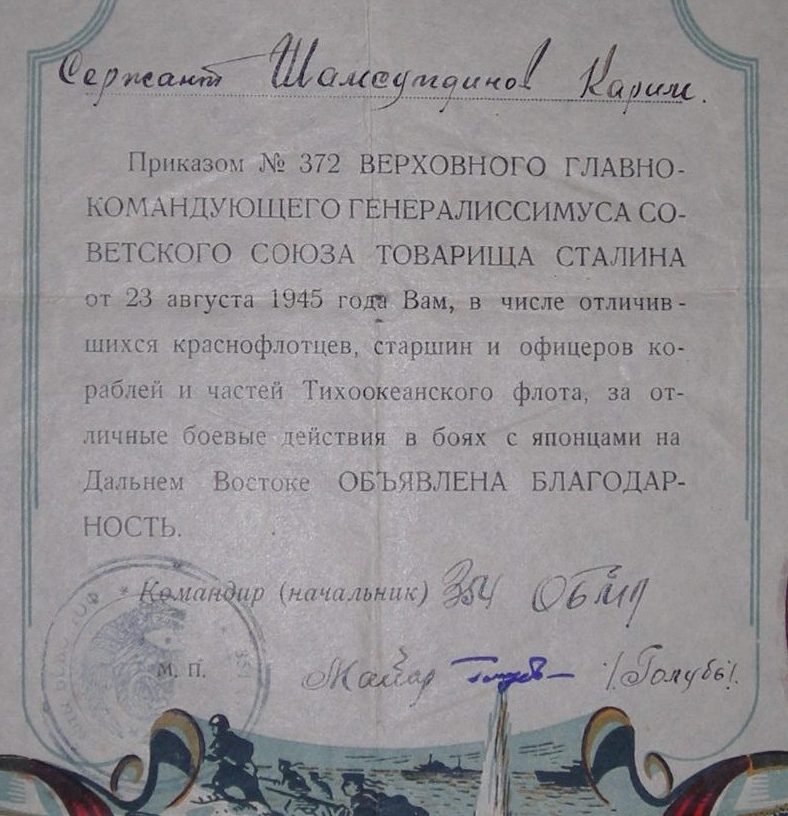 Сержант Шамсутдинов Карим.
Приказом № 372 ВЕРХОВНОГО ГЛАВНО-
КОМАНДУЮЩЕГО ГЕНЕРАЛИССИМУСА СО-
ВЕТСКОГО СОЮЗА ТОВАРИЩА СТАЛИНА
от 23 августа 1945 года Вам, в числе отличив-
шихся краснофлотцев, старшин и офицеров ко-
раблей и частей Тихоокеанского флота, за от-
личные боевые действия в боях с японцами на
Дальнем Востоке ОБЪЯВЛЕНА БЛАГОДАР-
НОСТЬ.
Командир (начальник) 354
М. П. Майор /Голубь/.